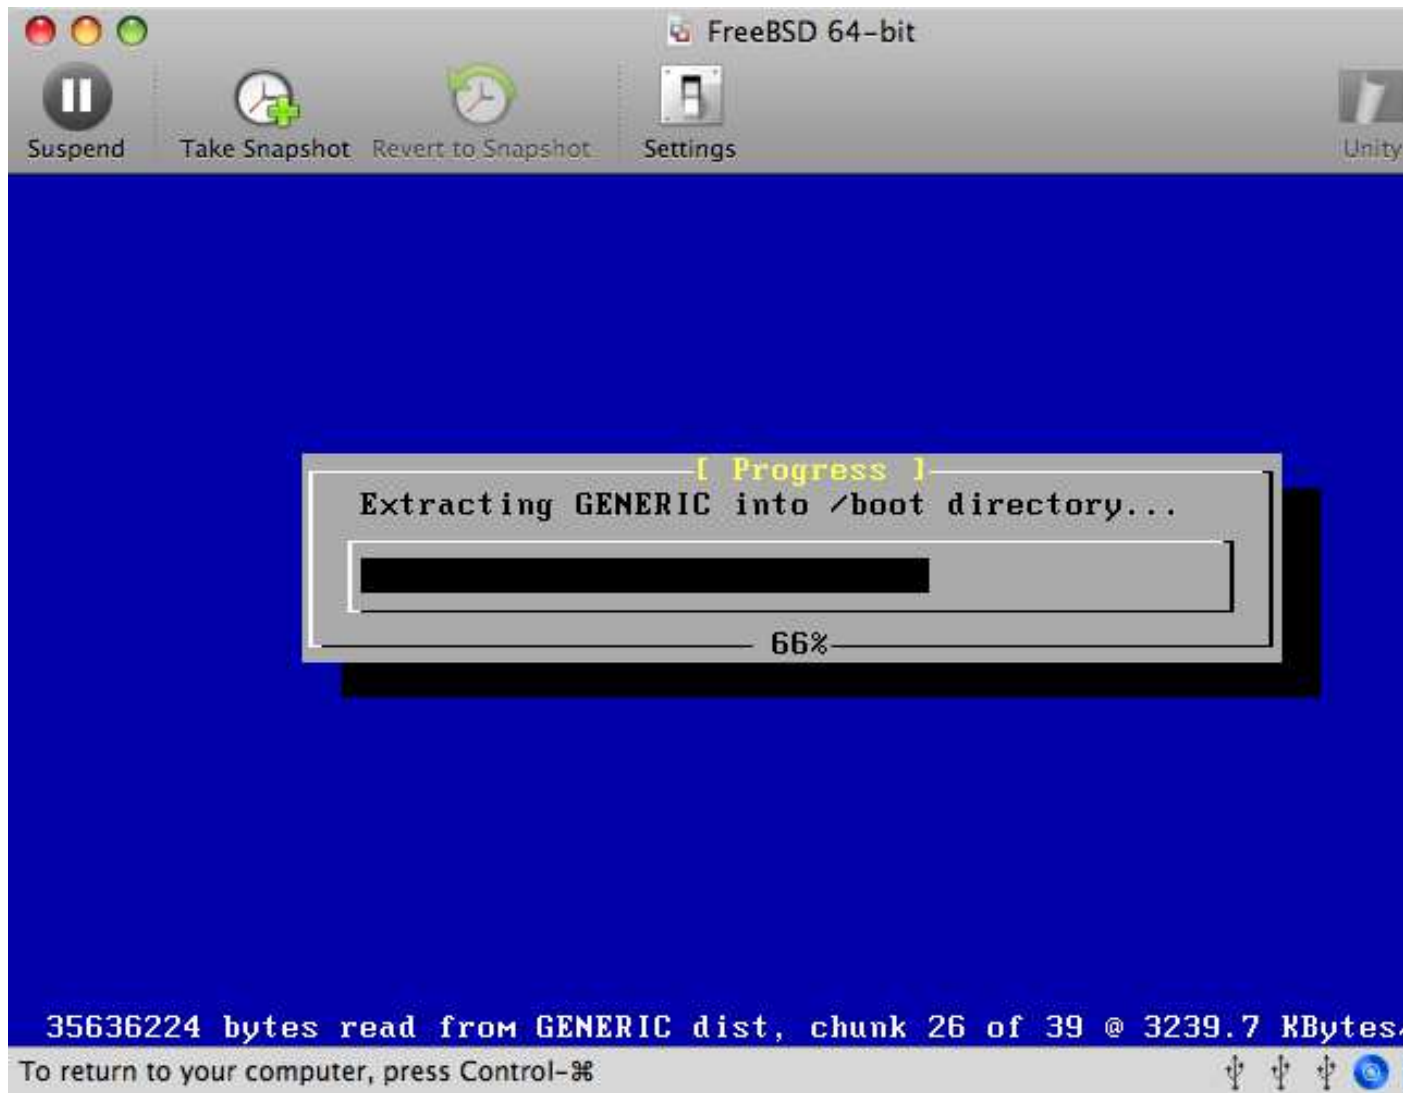 FreeBSD 64-bit
Suspend Take Snapshot Revert to Snapshot Settings Unity
[ Progress ]
Extracting GENERIC into /boot directory...
66%
35636224 bytes read from GENERIC dist, chunk 26 of 39 @ 3239.7 KBytes
To return to your computer, press Control-⌘